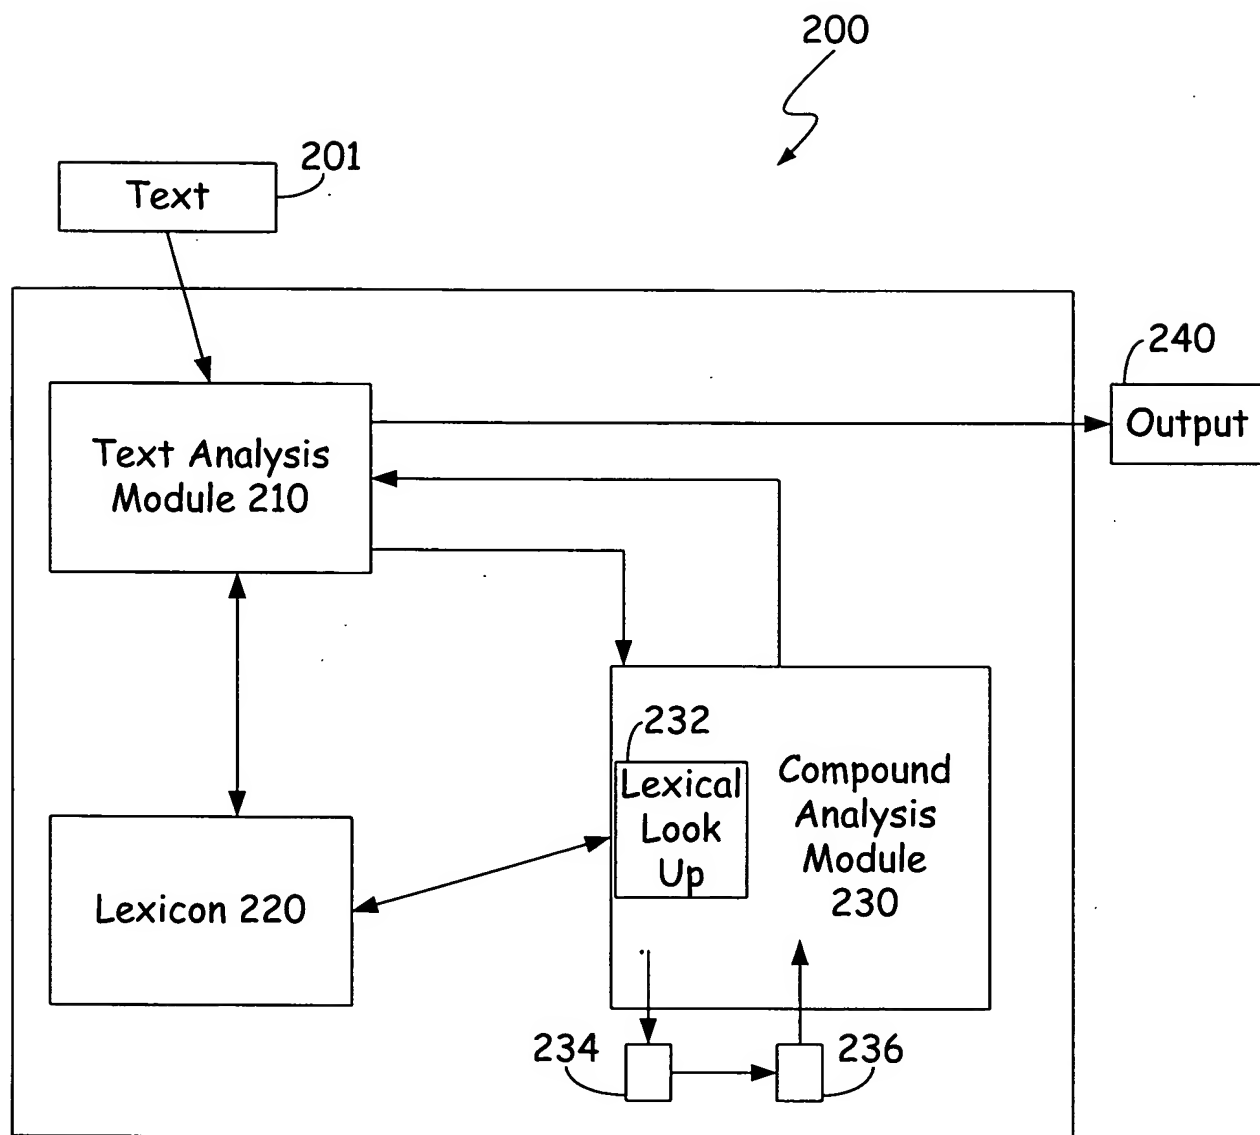 200
201
Text
240
Output
Text Analysis
Module 210
232
Lexical
Look
Up
Compound
Analysis
Module
230
Lexicon 220
234
236